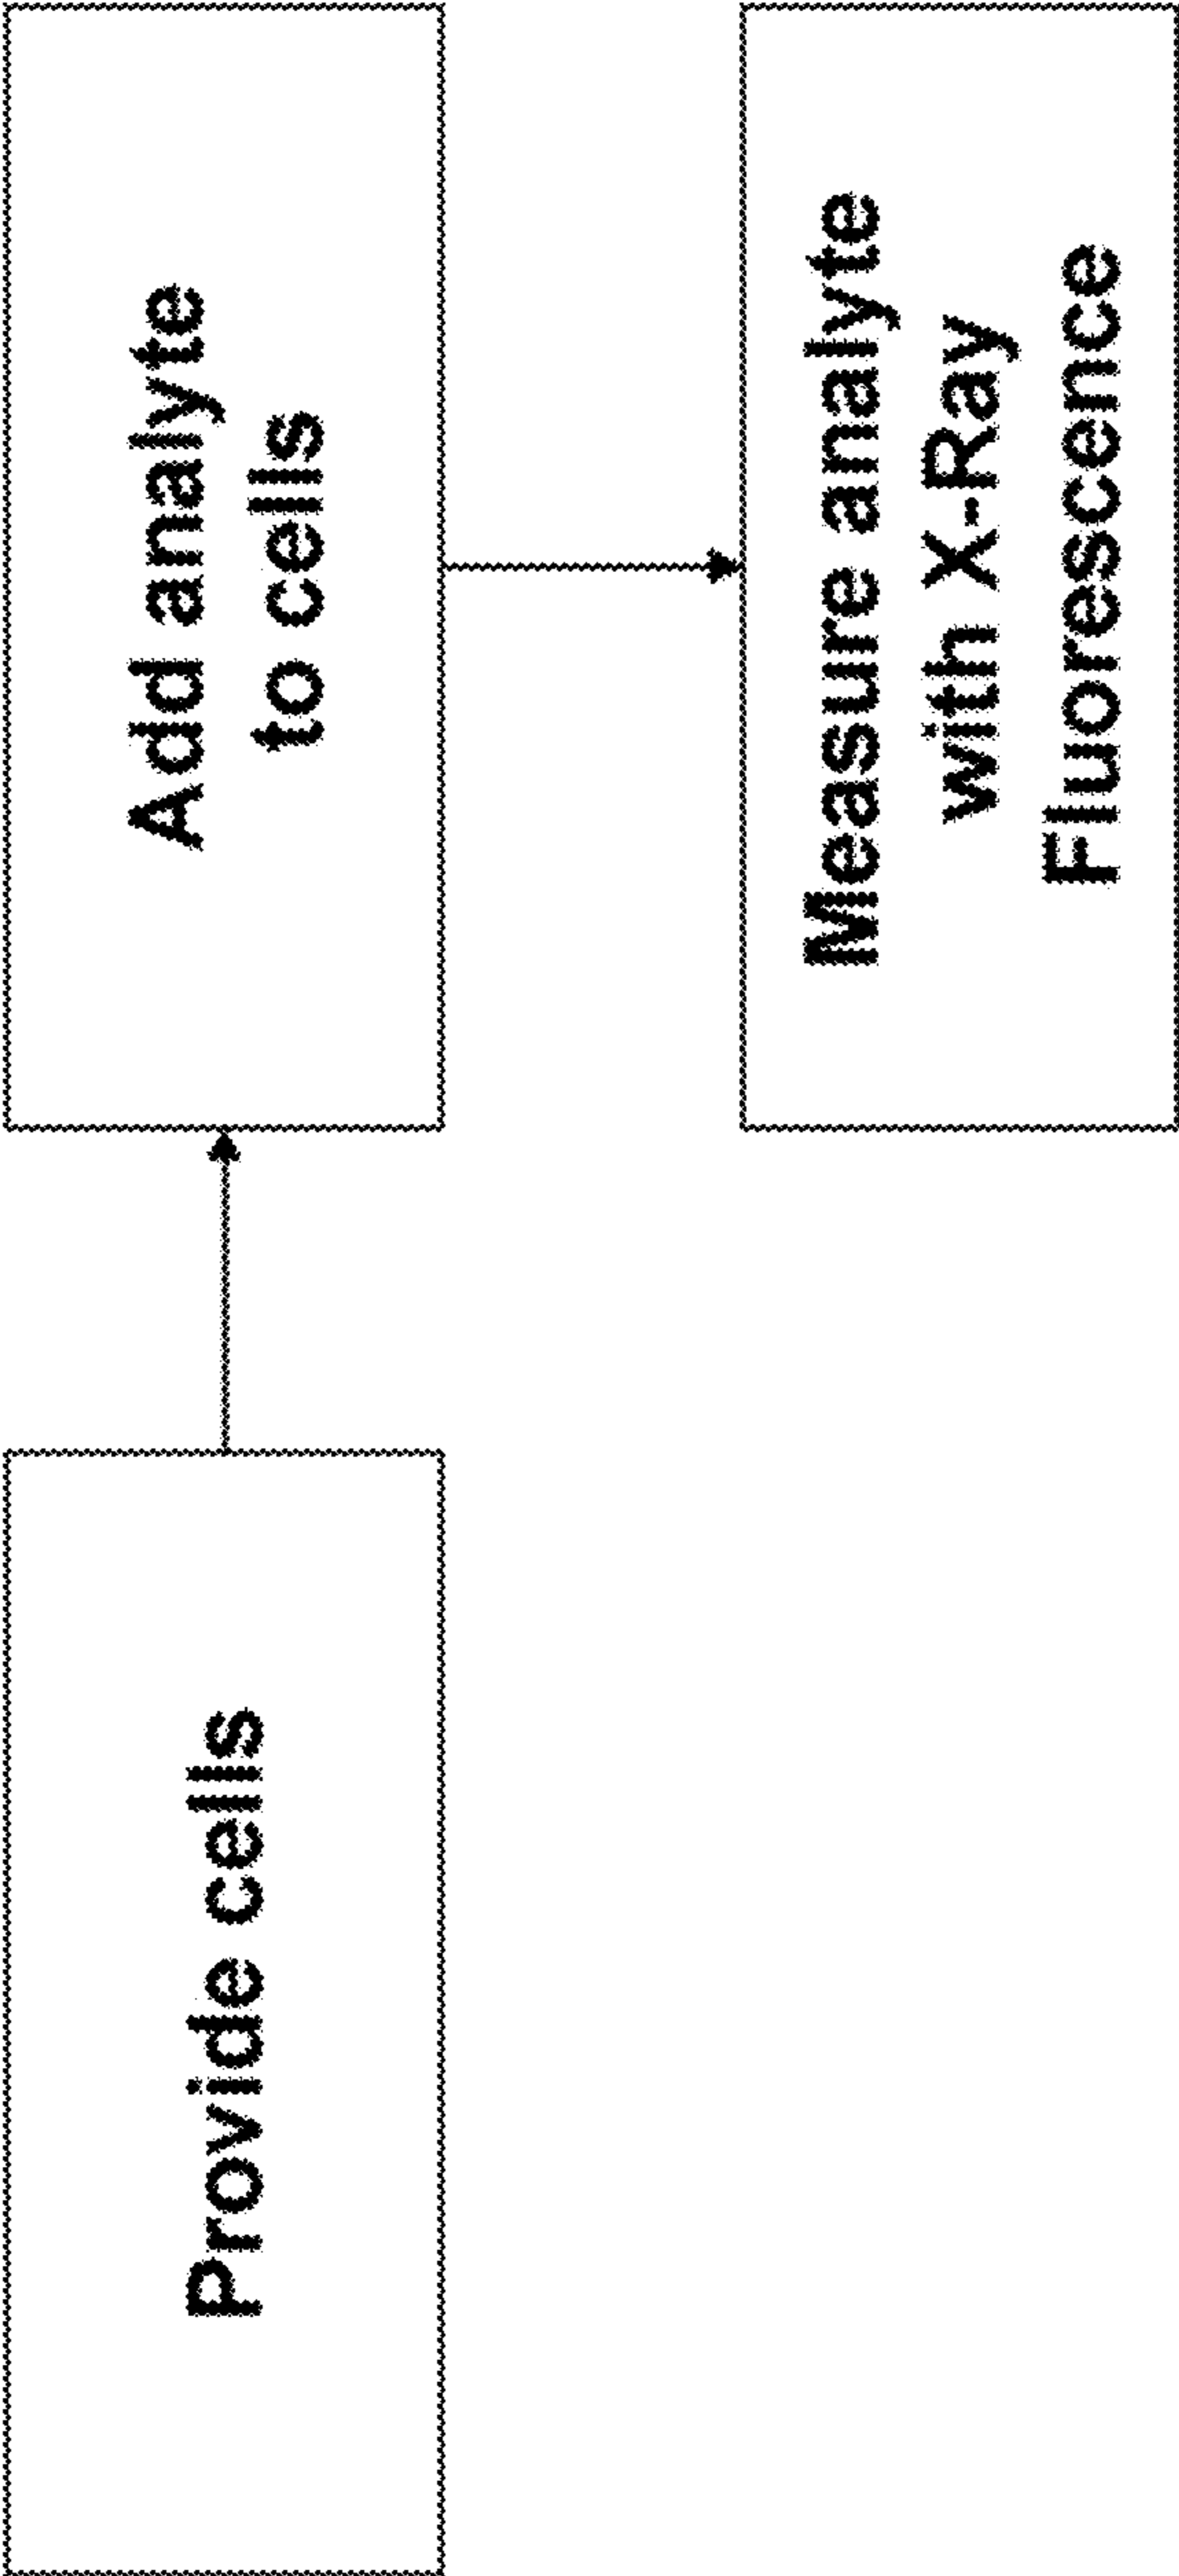 Provide cells
Add analyte
to cells
Measure analyte
with X-Ray
Fluorescence